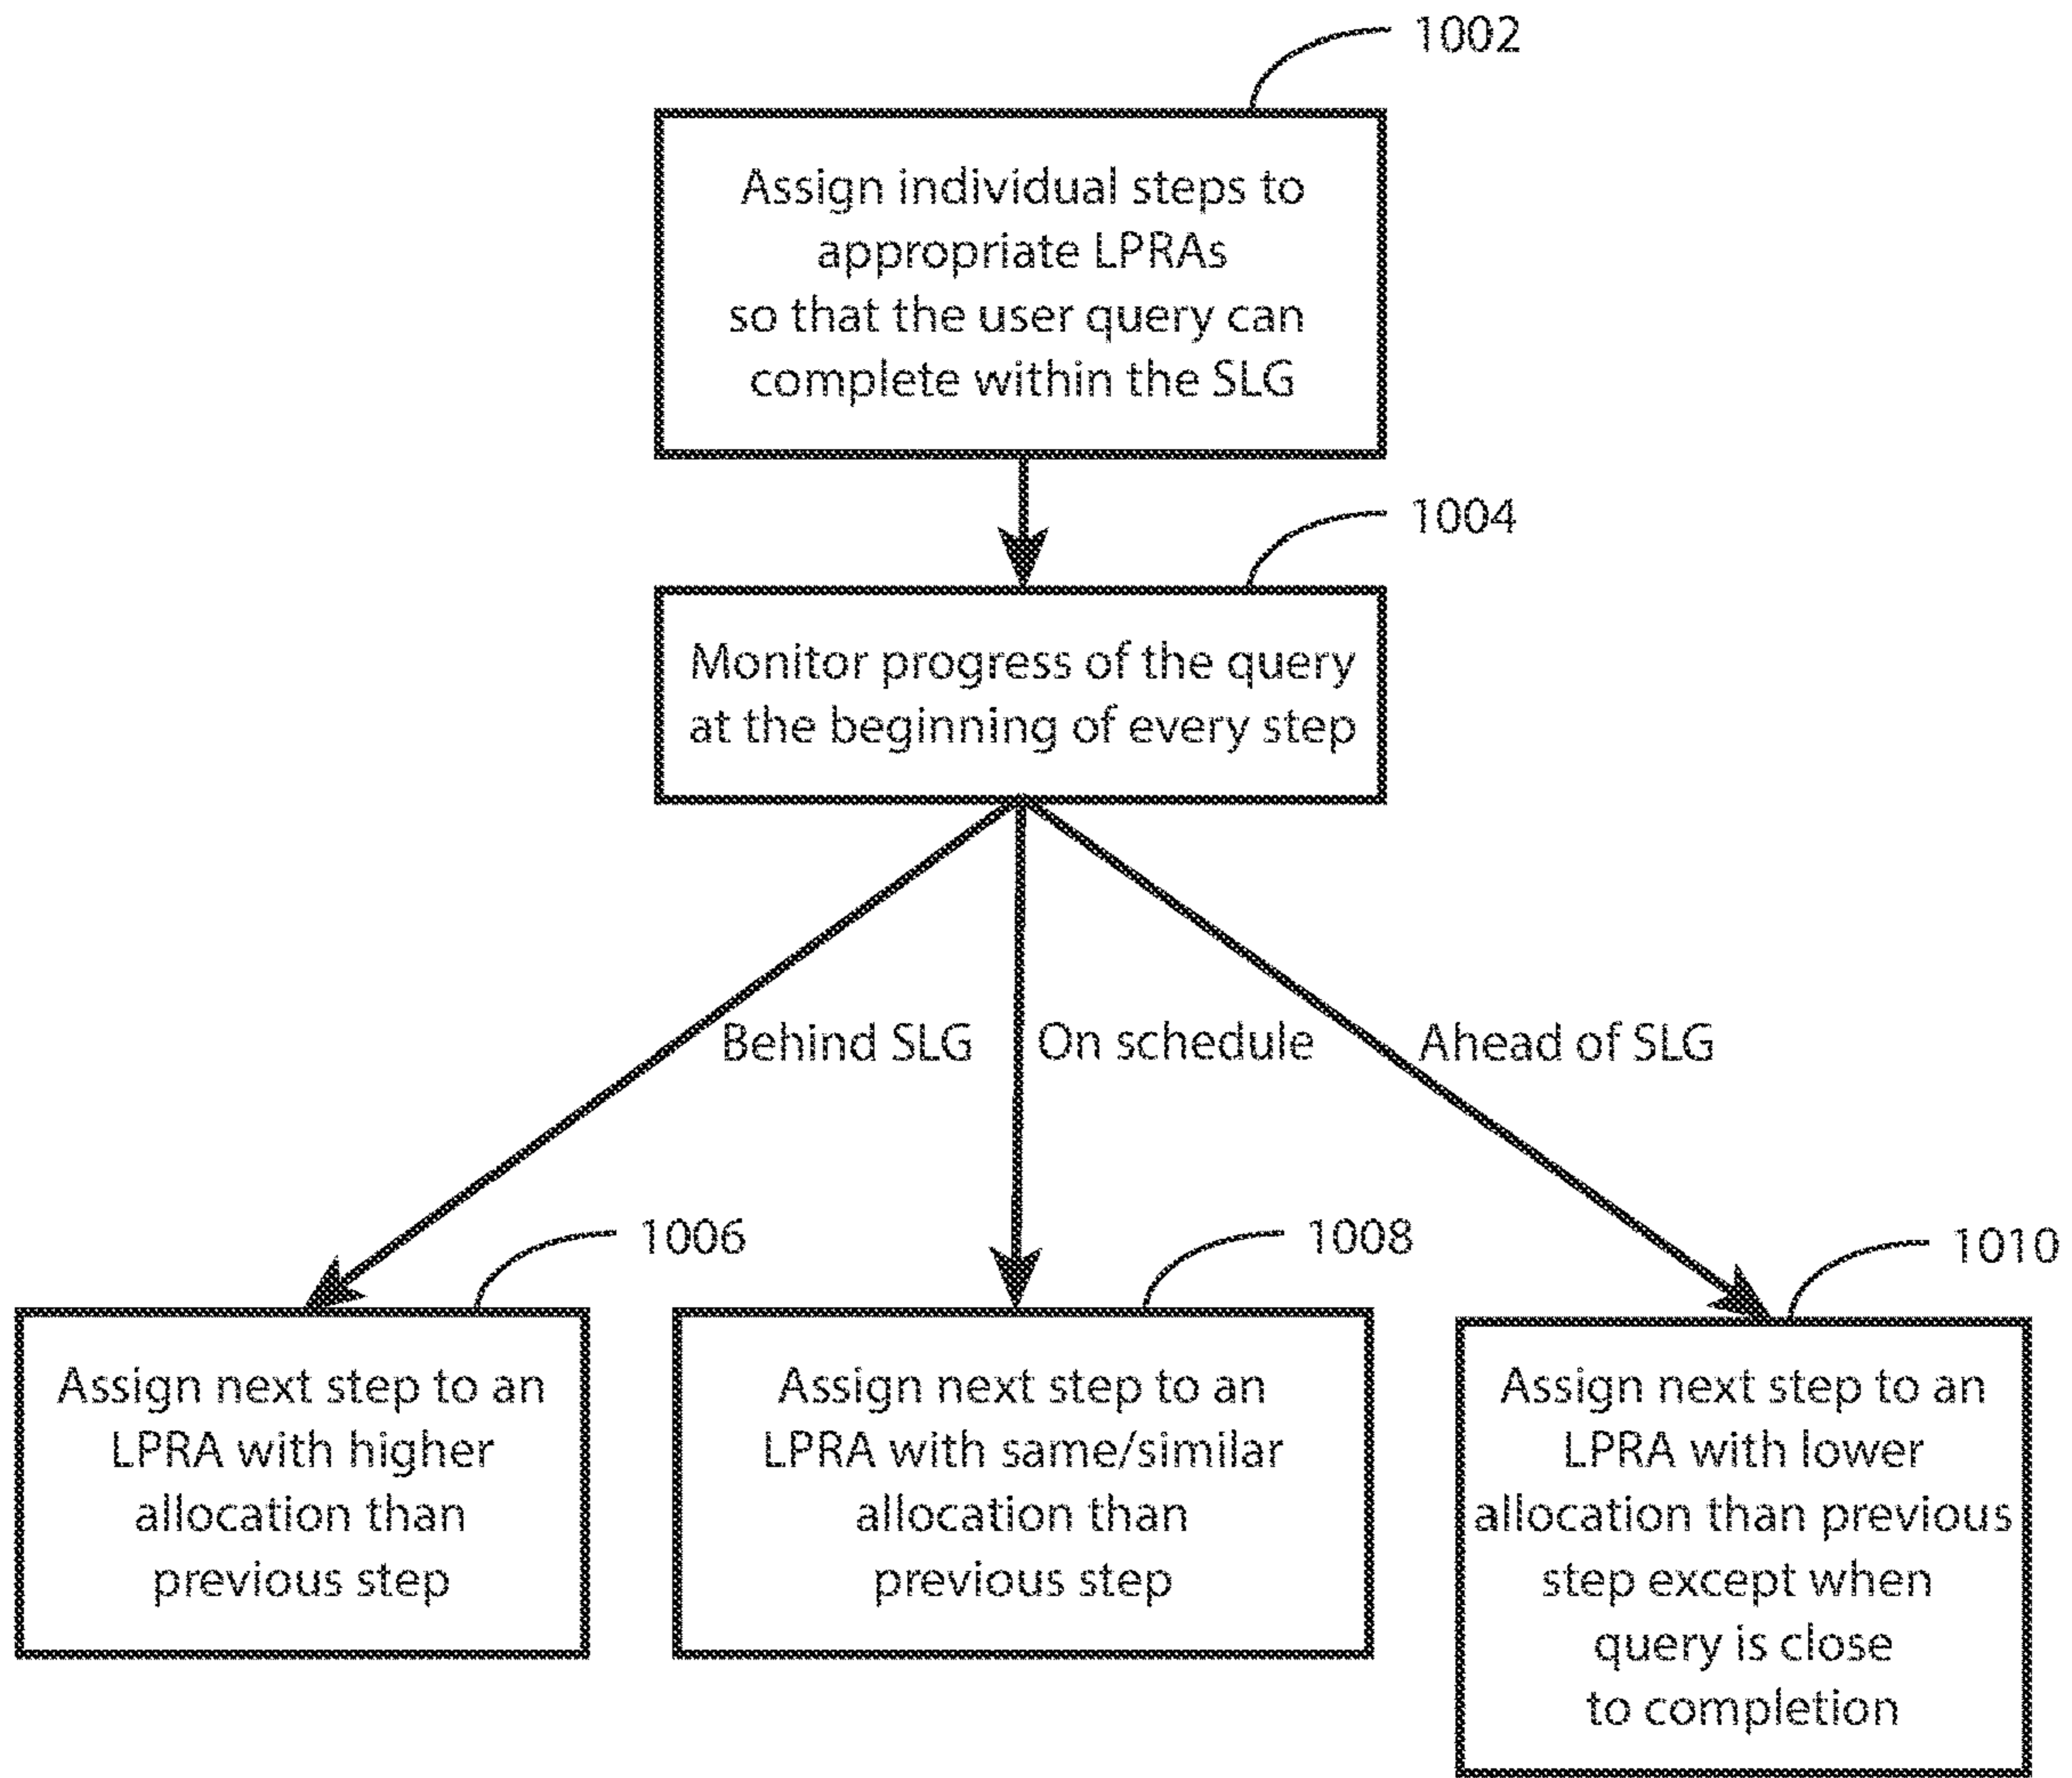 1002
Assign individual steps to
appropriate LPRAs
so that the user query can
complete within the SLG
1004
Monitor progress of the query
at the beginning of every step
Behind SLG
On schedule
Ahead of SLG
1006
Assign next step to an
LPRA with higher
allocation than
previous step
1008
Assign next step to an
LPRA with same/similar
allocation than
previous step
1010
Assign next step to an
LPRA with lower
allocation than previous
step except when
query is close
to completion